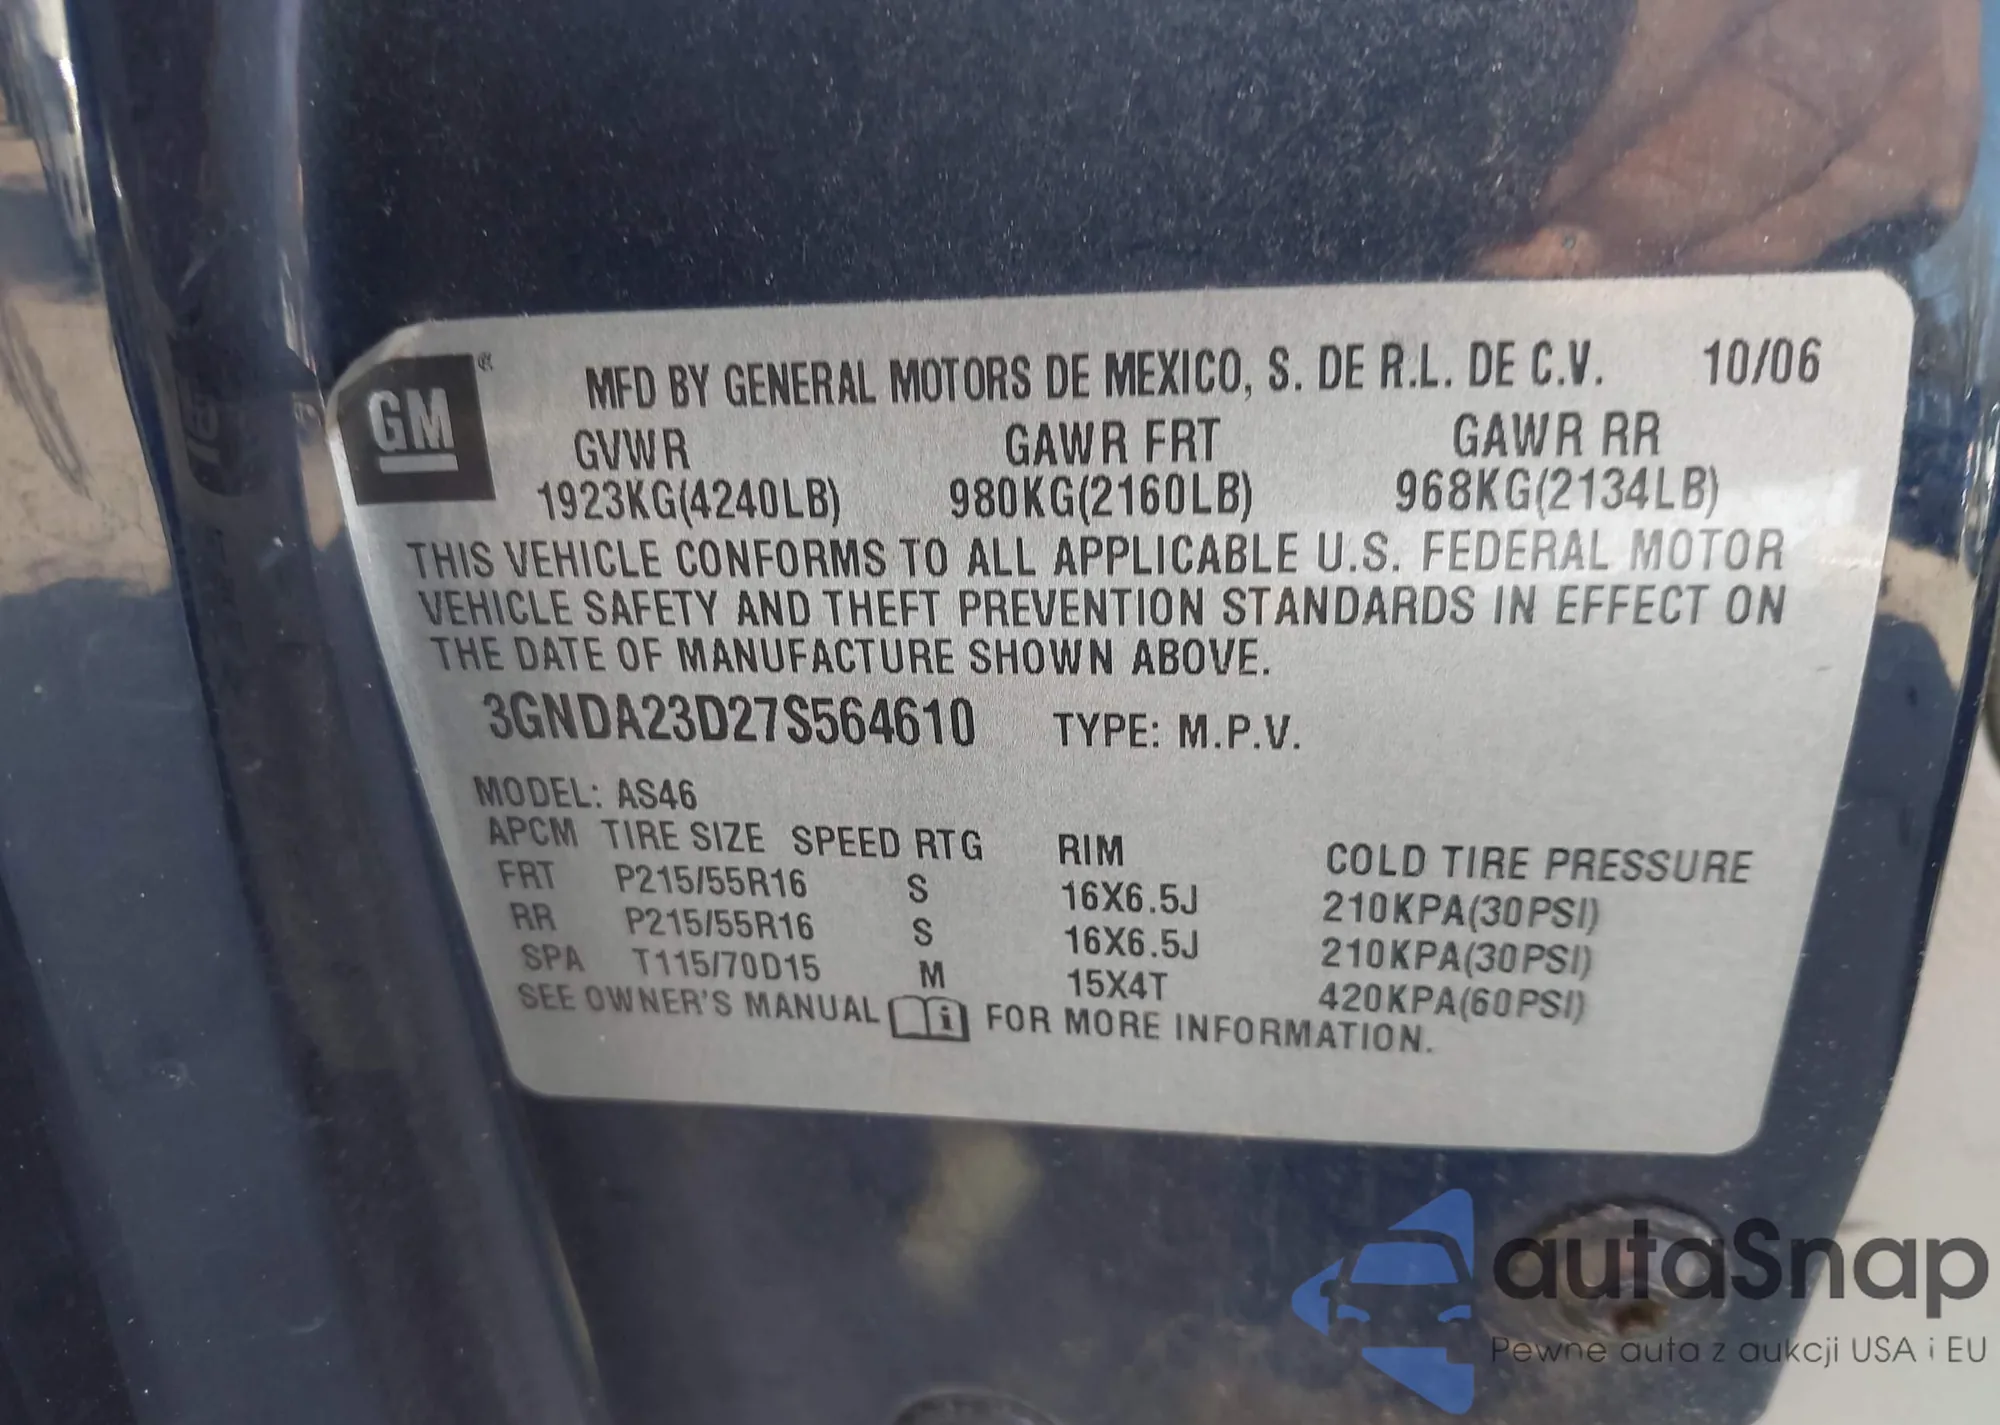 GM
MFD BY GENERAL MOTORS DE MEXICO, S. DE R.L. DE C.V. 10/06
GVWR GAWR FRT GAWR RR
1923KG(4240LB) 980KG(2160LB) 968KG(2134LB)
THIS VEHICLE CONFORMS TO ALL APPLICABLE U.S. FEDERAL MOTOR
VEHICLE SAFETY AND THEFT PREVENTION STANDARDS IN EFFECT ON
THE DATE OF MANUFACTURE SHOWN ABOVE.
3GNDA23D27S564610 TYPE: M.P.V.
MODEL: AS46
APCM TIRE SIZE SPEED RTG RIM COLD TIRE PRESSURE
FRT P215/55R16 S 16X6.5J 210KPA(30PSI)
RR P215/55R16 S 16X6.5J 210KPA(30PSI)
SPA T115/70D15 M 15X4T 420KPA(60PSI)
SEE OWNER'S MANUAL i FOR MORE INFORMATION.
autaSnap
Pewne auta z aukcji USA i EU